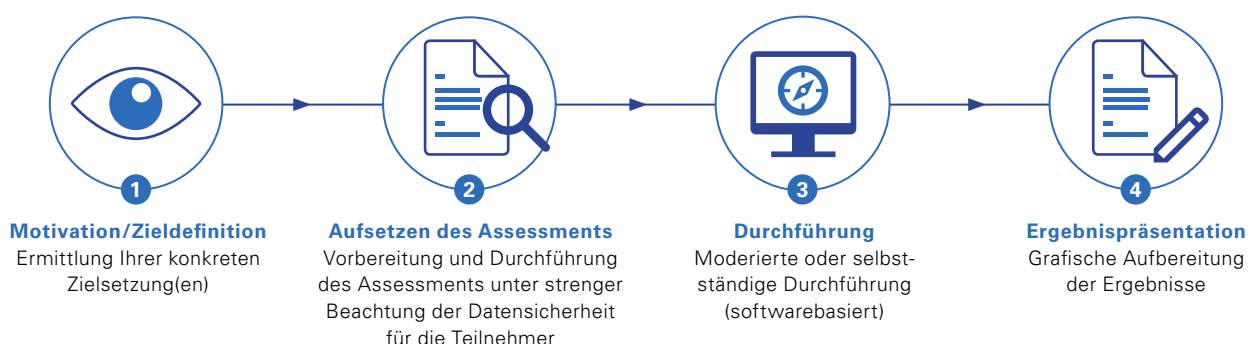 1
Motivation/Zieldefinition
Ermittlung Ihrer konkreten
Zielsetzung(en)
2
Aufsetzen des Assessments
Vorbereitung und Durchführung
des Assessments unter strenger
Beachtung der Datensicherheit
für die Teilnehmer
3
Durchführung
Moderierte oder selbst-
ständige Durchführung
(softwarebasiert)
4
Ergebnispräsentation
Grafische Aufbereitung
der Ergebnisse